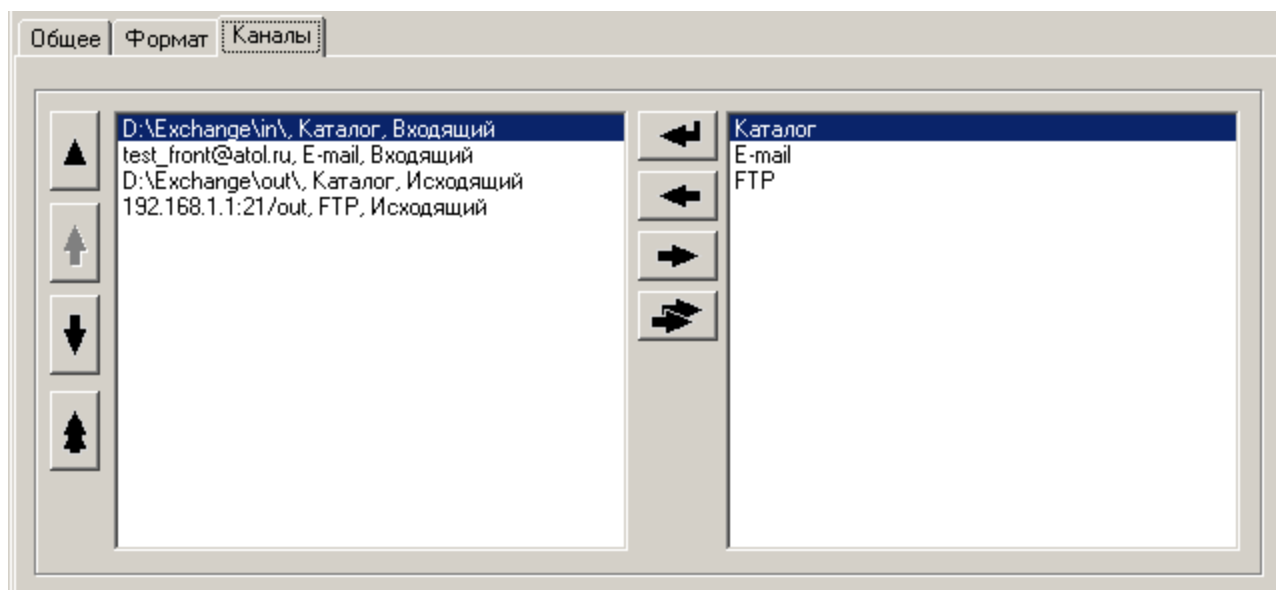 Общее Формат Каналы
D:\Exchange\in\, Каталог, Входящий
test_front@atol.ru, E-mail, Входящий
D:\Exchange\out\, Каталог, Исходящий
192.168.1.1:21/out, FTP, Исходящий
Каталог
E-mail
FTP